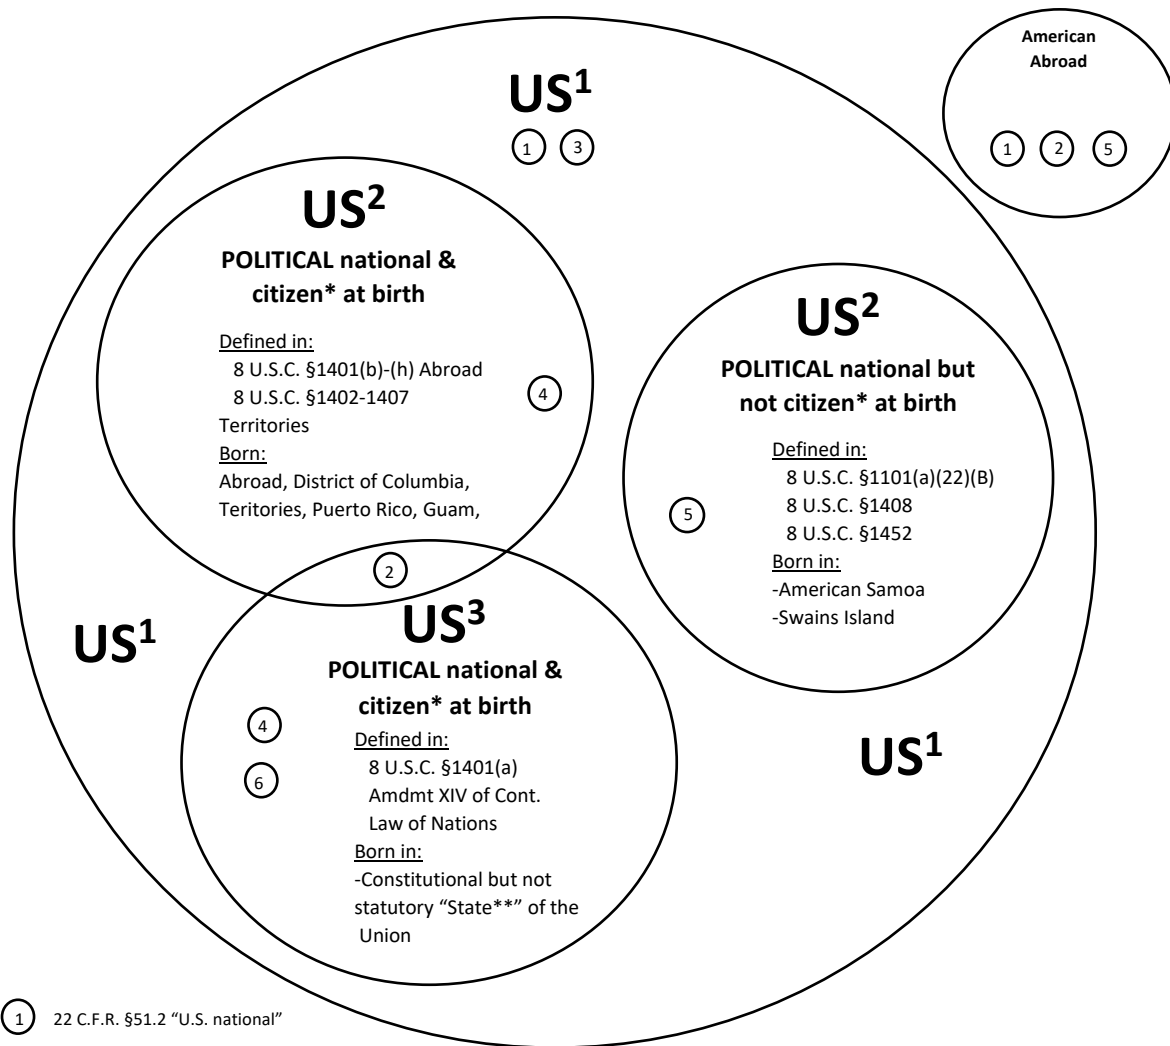 American
Abroad
1 2 5
US¹
1 3
US²
POLITICAL national &
citizen* at birth
Defined in:
8 U.S.C. §1401(b)-(h) Abroad
8 U.S.C. §1402-1407
Territories
Born:
Abroad, District of Columbia,
Territories, Puerto Rico, Guam,
4
2
US²
POLITICAL national but
not citizen* at birth
Defined in:
8 U.S.C. §1101(a)(22)(B)
8 U.S.C. §1408
8 U.S.C. §1452
Born in:
-American Samoa
-Swains Island
5
US¹
US³
POLITICAL national &
citizen* at birth
Defined in:
8 U.S.C. §1401(a)
Amdmt XIV of Cont.
Law of Nations
Born in:
-Constitutional but not
statutory “State**” of the
Union
4
6
US¹
1 22 C.F.R. §51.2 “U.S. national”